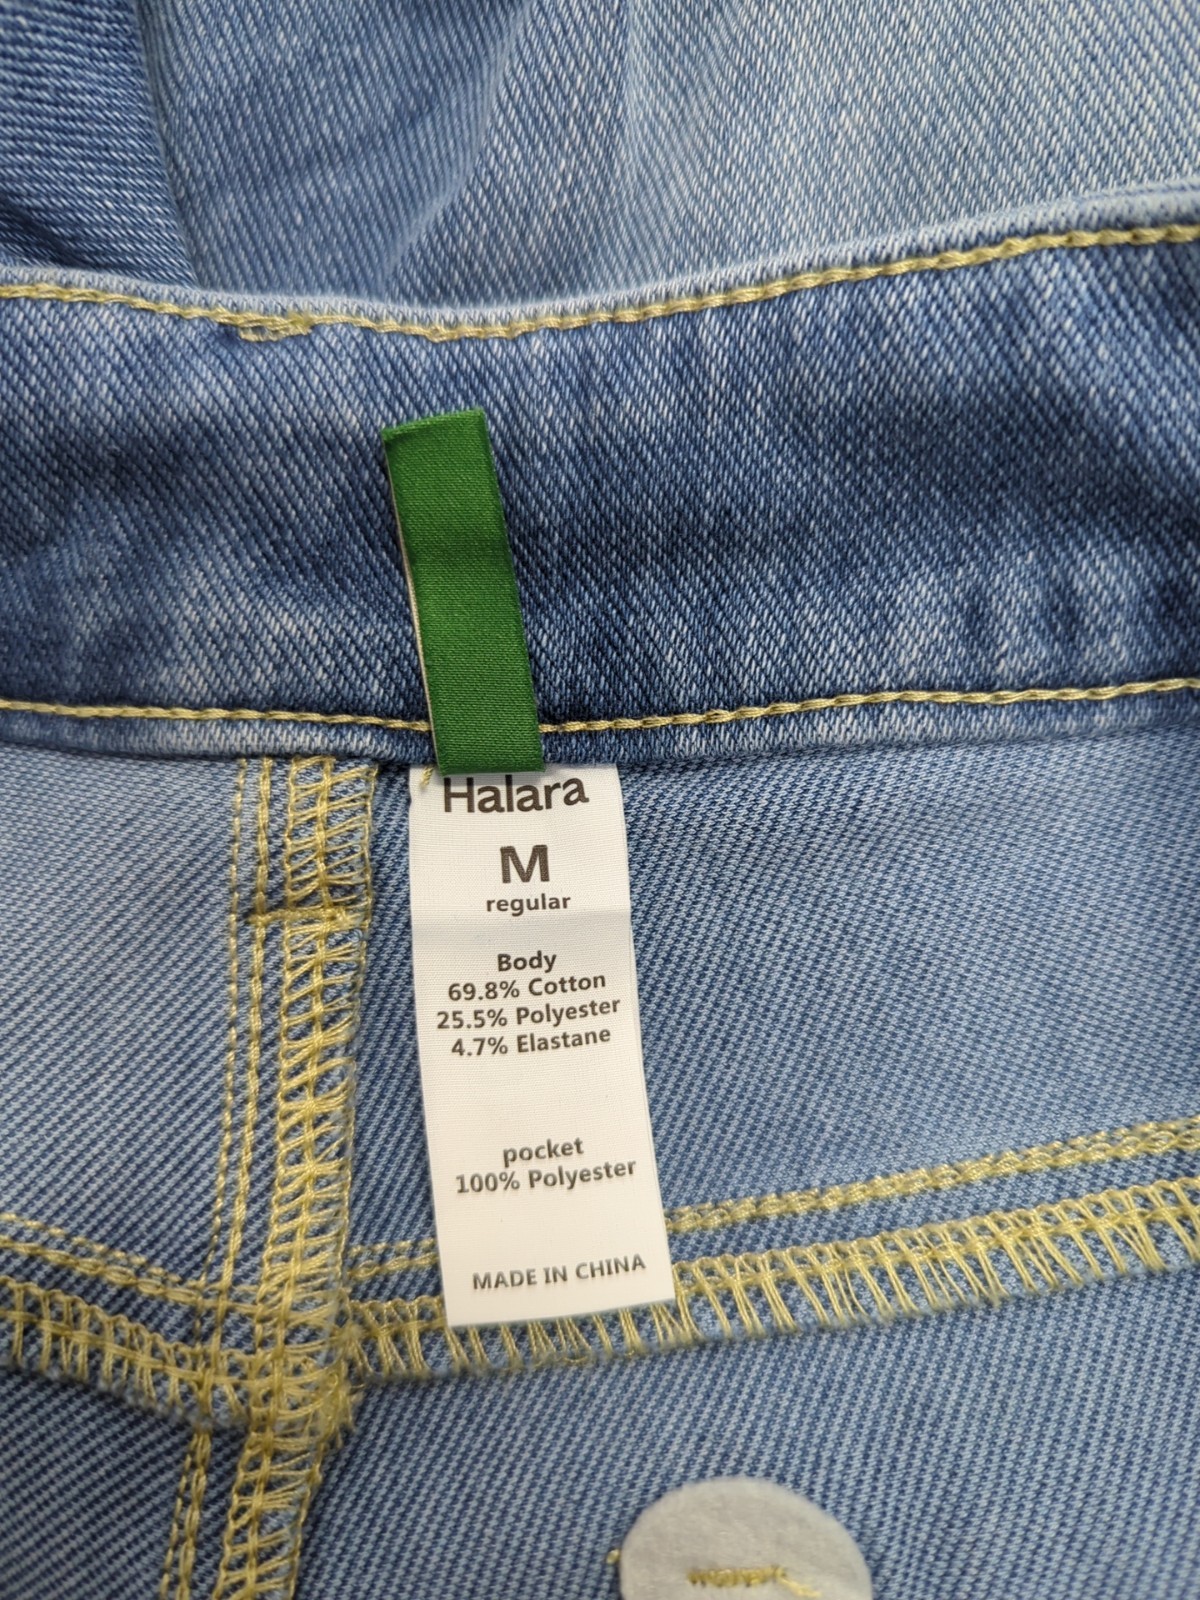 Halara
M
regular
Body
69.8% Cotton
25.5% Polyester
4.7% Elastane
pocket
100% Polyester
MADE IN CHINA